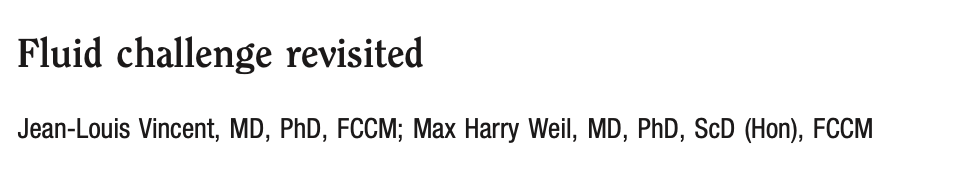 Fluid challenge revisited
Jean-Louis Vincent, MD, PhD, FCCM; Max Harry Weil, MD, PhD, ScD (Hon), FCCM